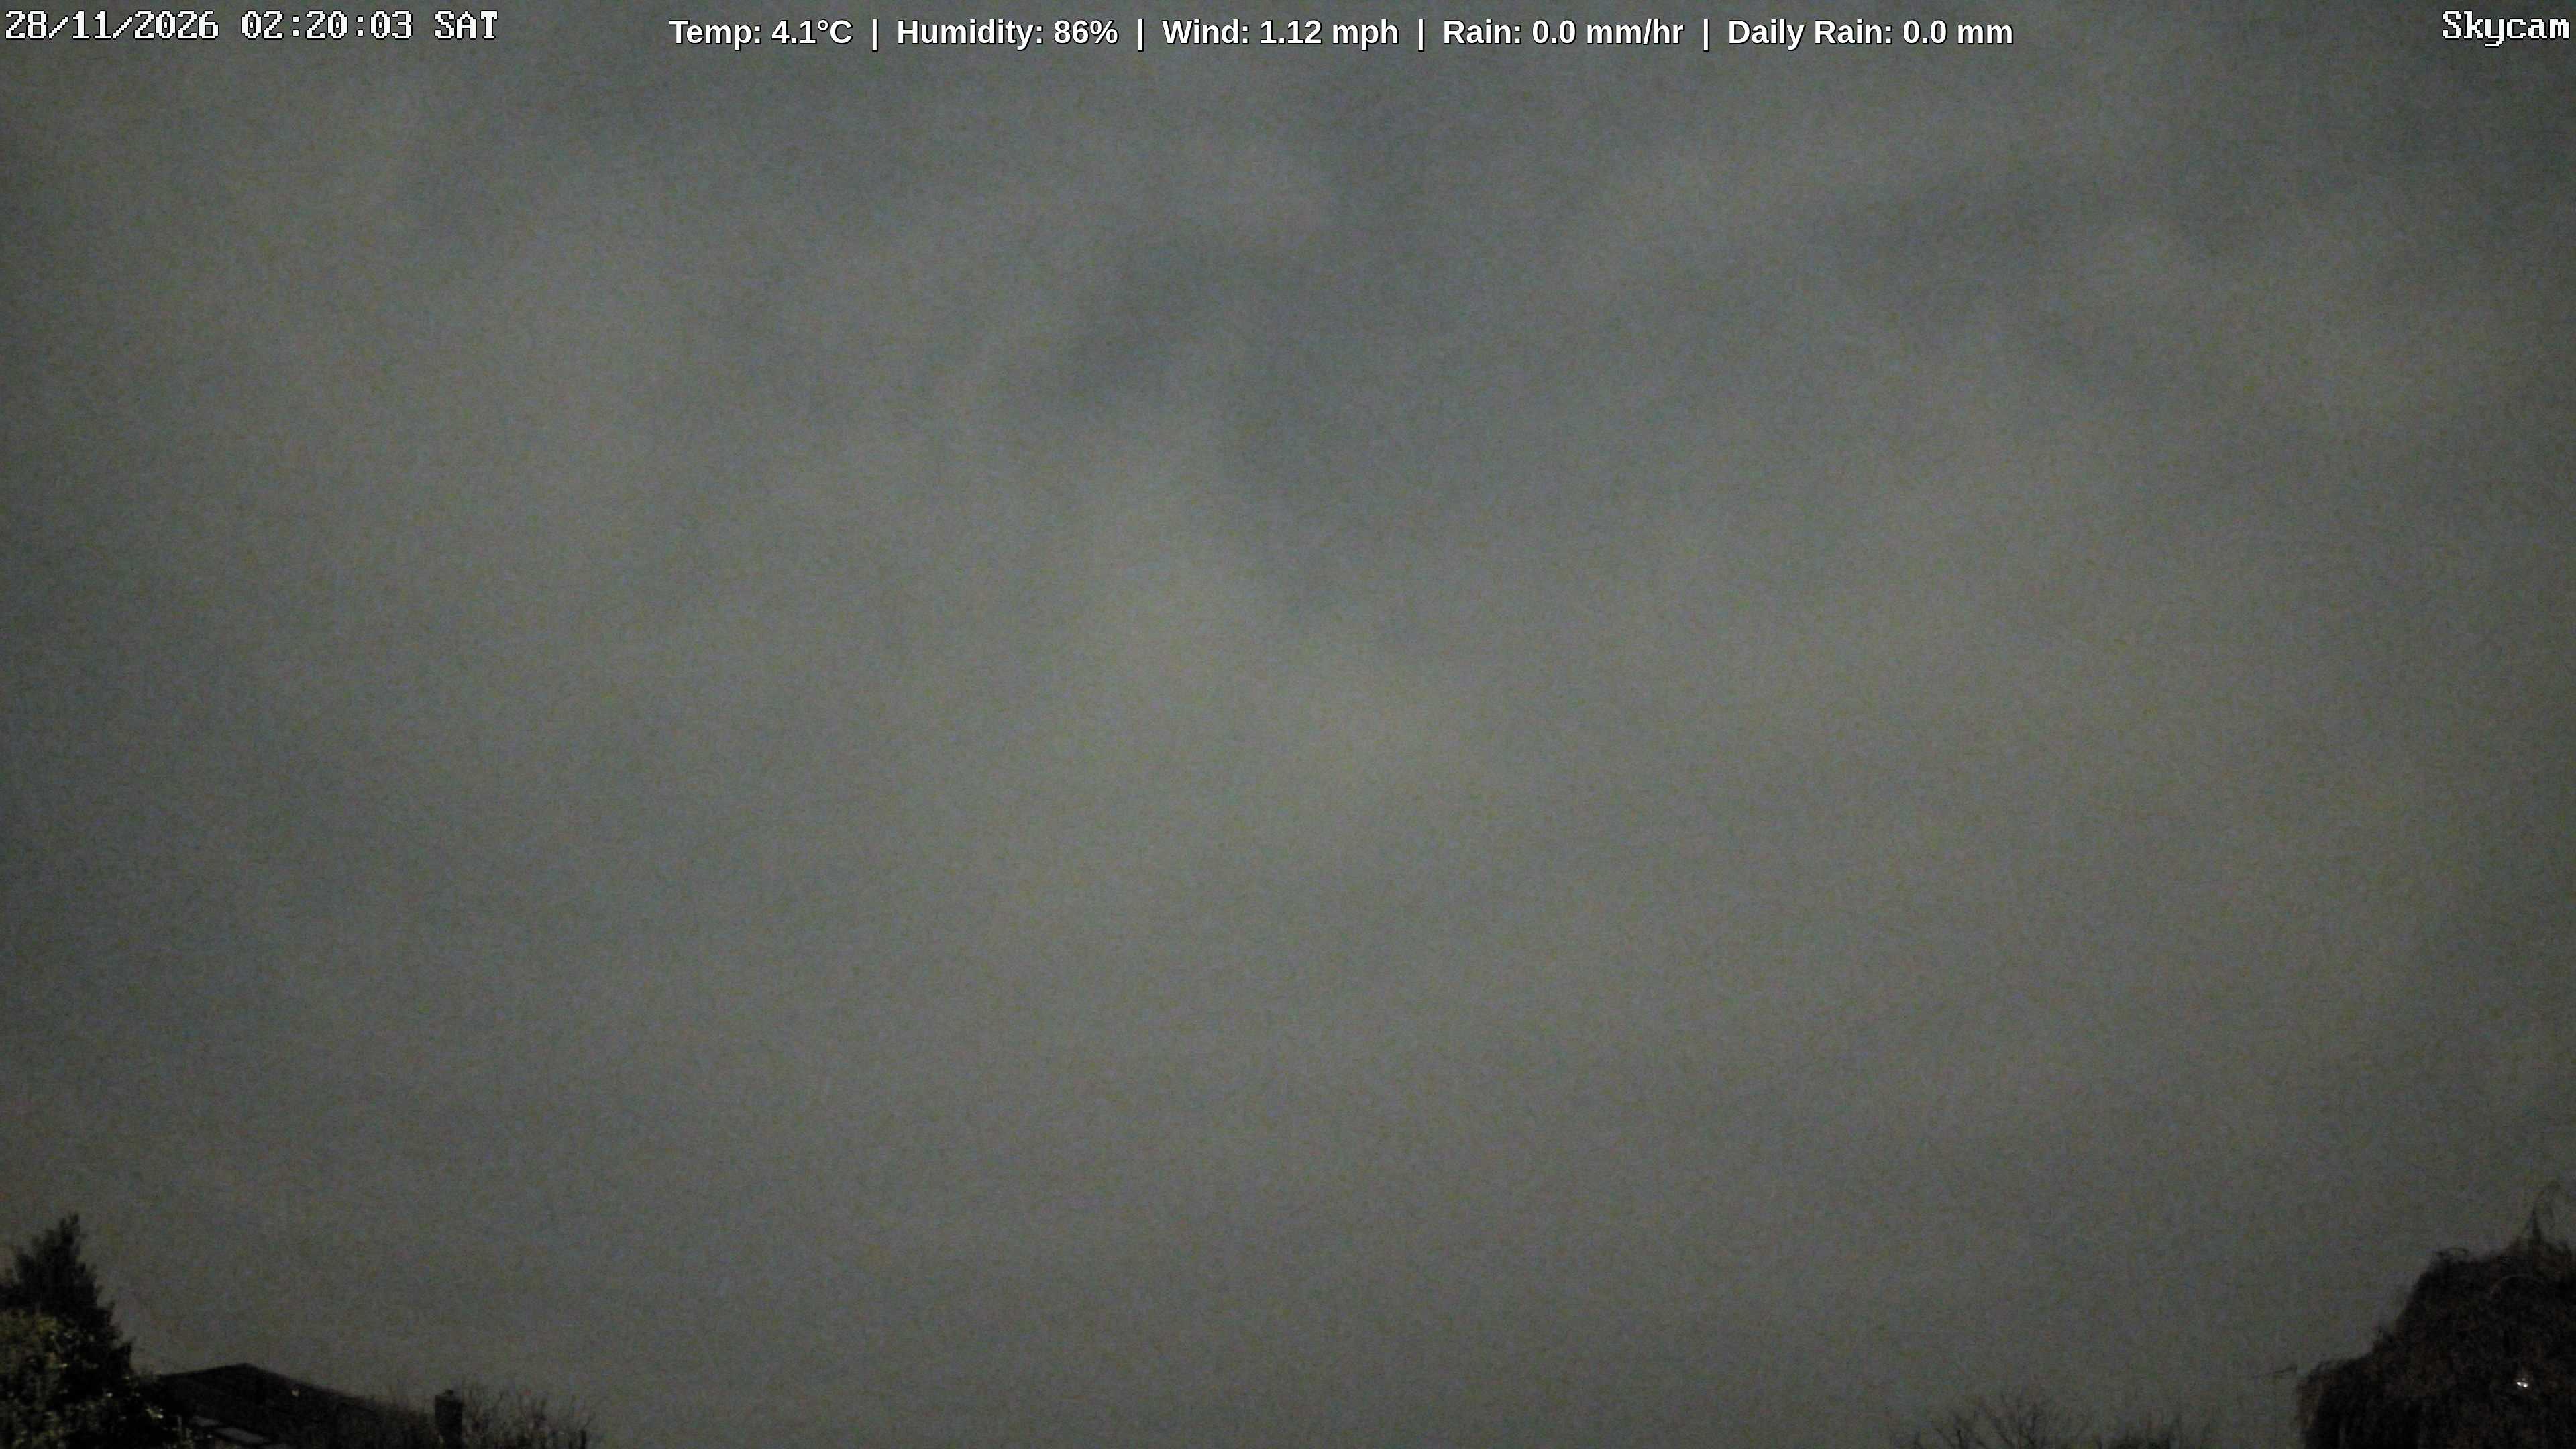 28/11/2026 02:20:03 SAT
Temp: 4.1°C | Humidity: 86% | Wind: 1.12 mph | Rain: 0.0 mm/hr | Daily Rain: 0.0 mm
Skycam